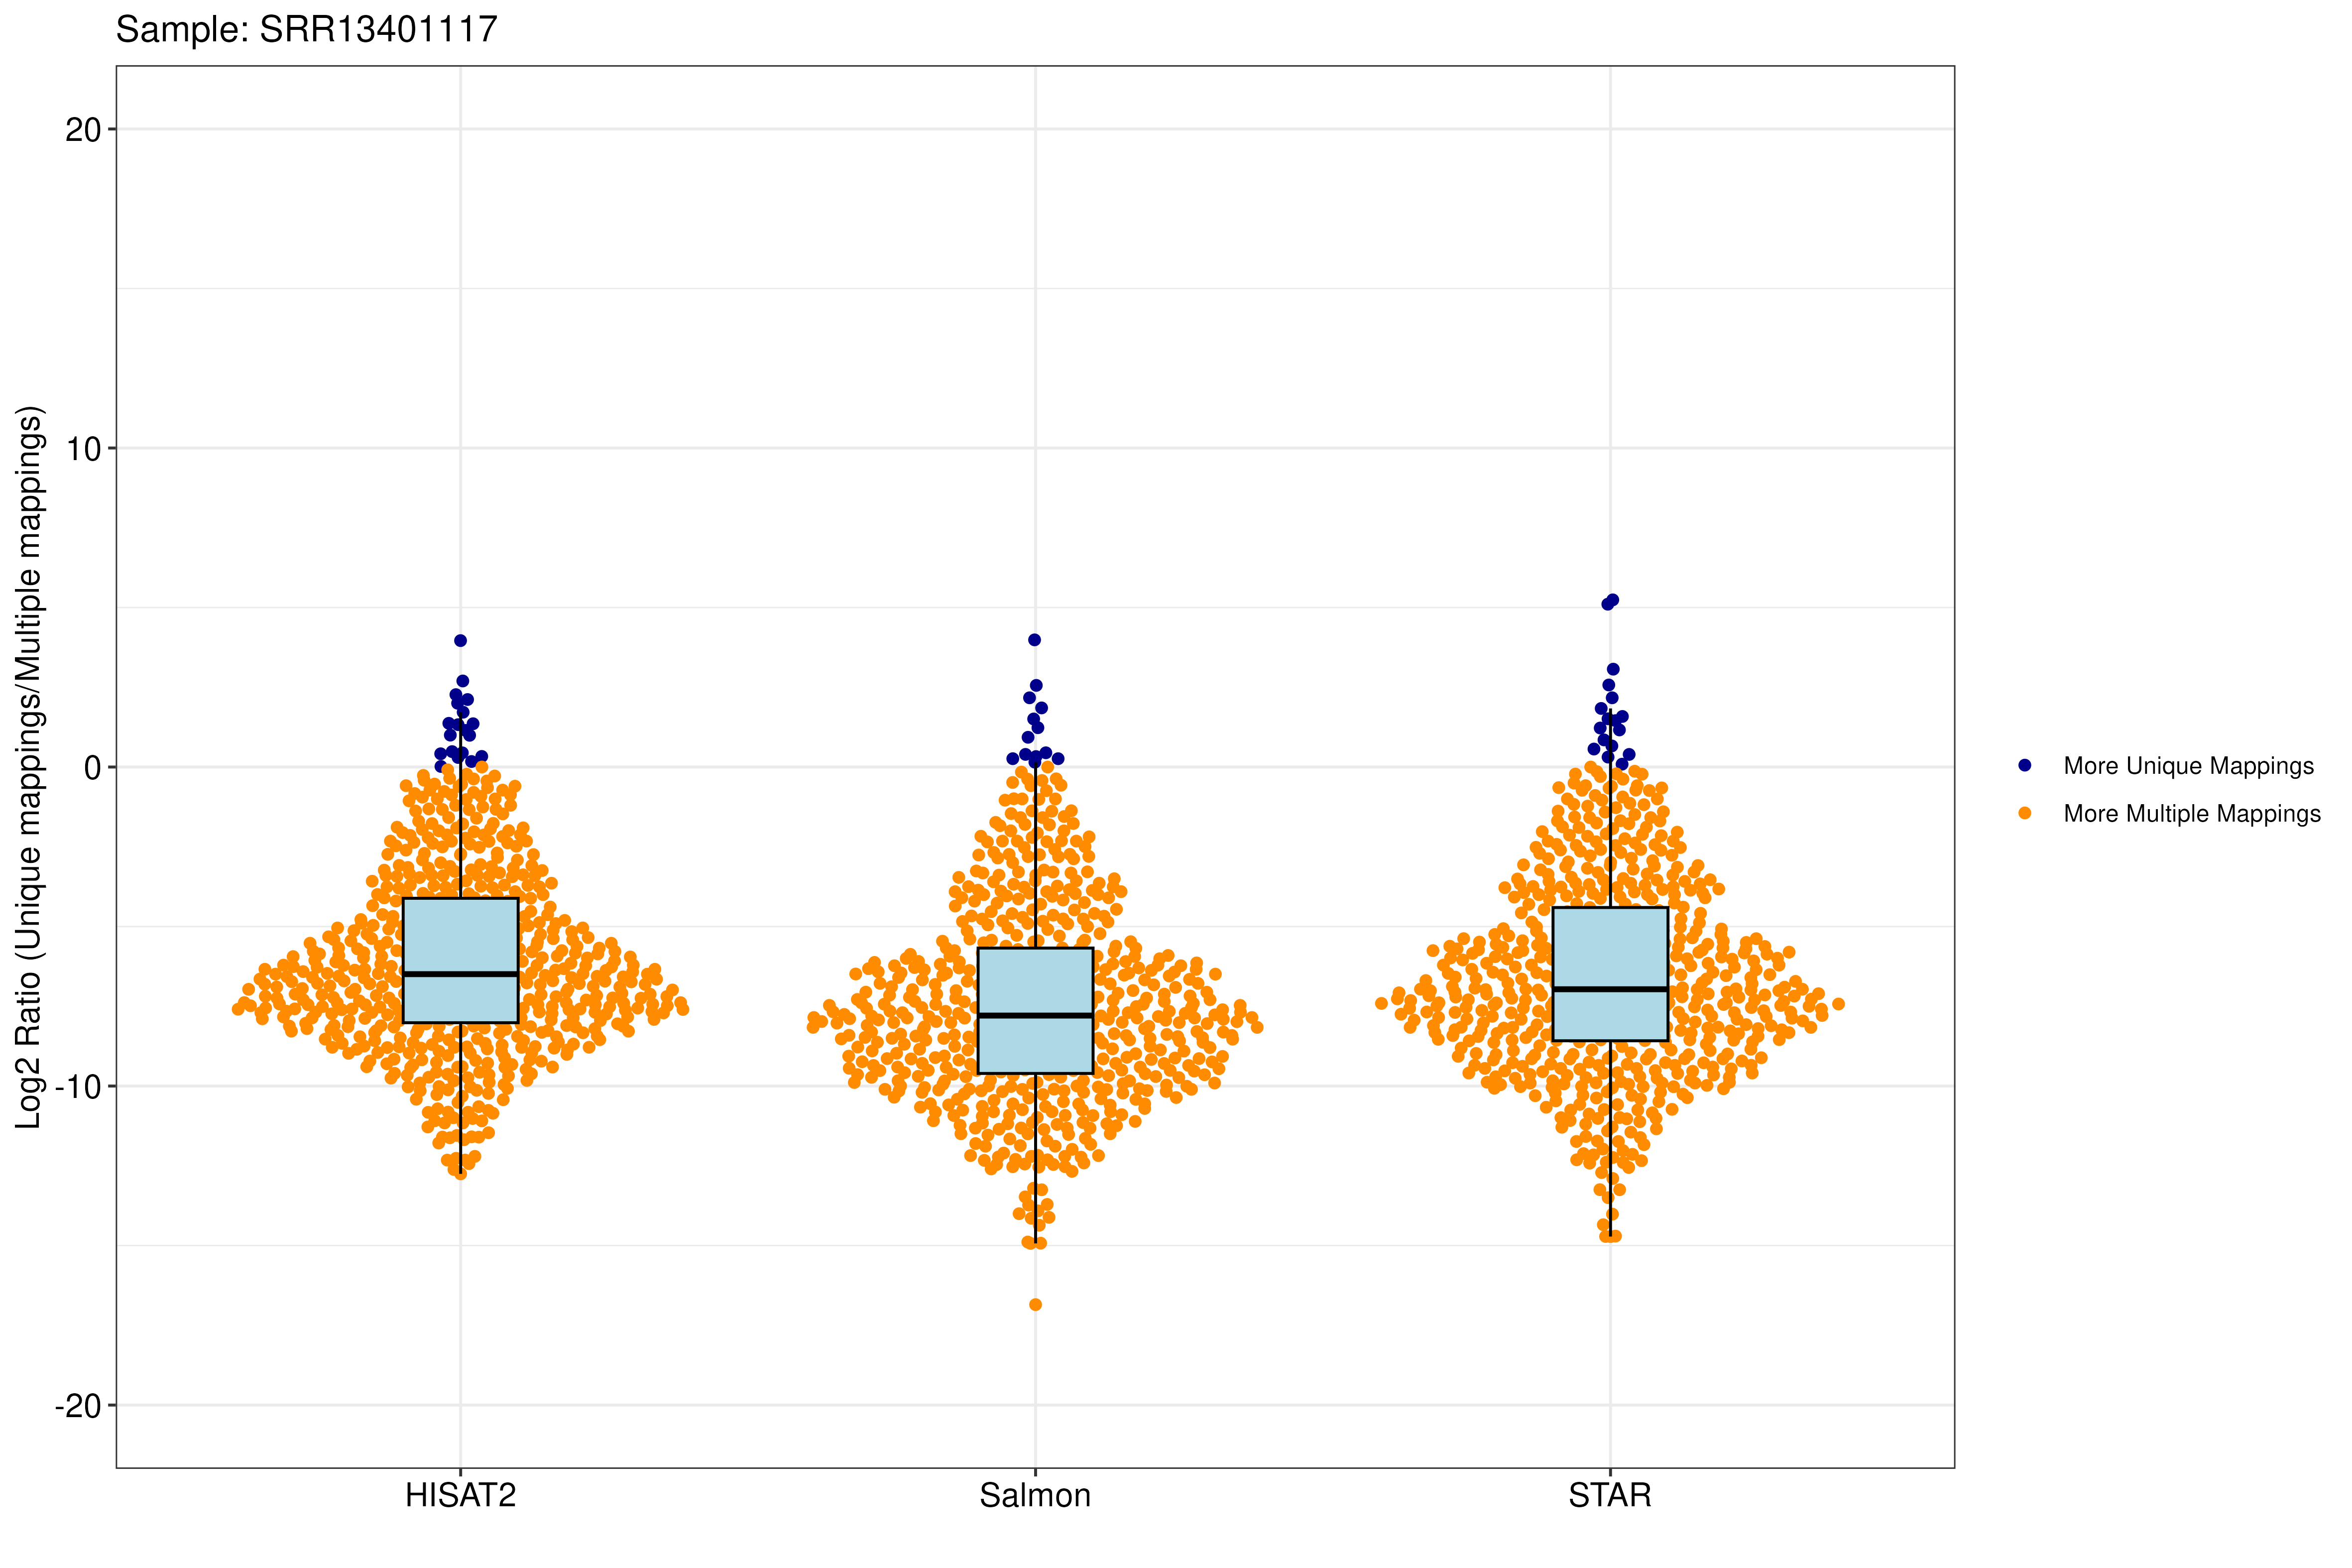 Sample: SRR13401117
Log2 Ratio (Unique mappings/Multiple mappings)
20
10
0
-10
-20
HISAT2
Salmon
STAR
More Unique Mappings
More Multiple Mappings